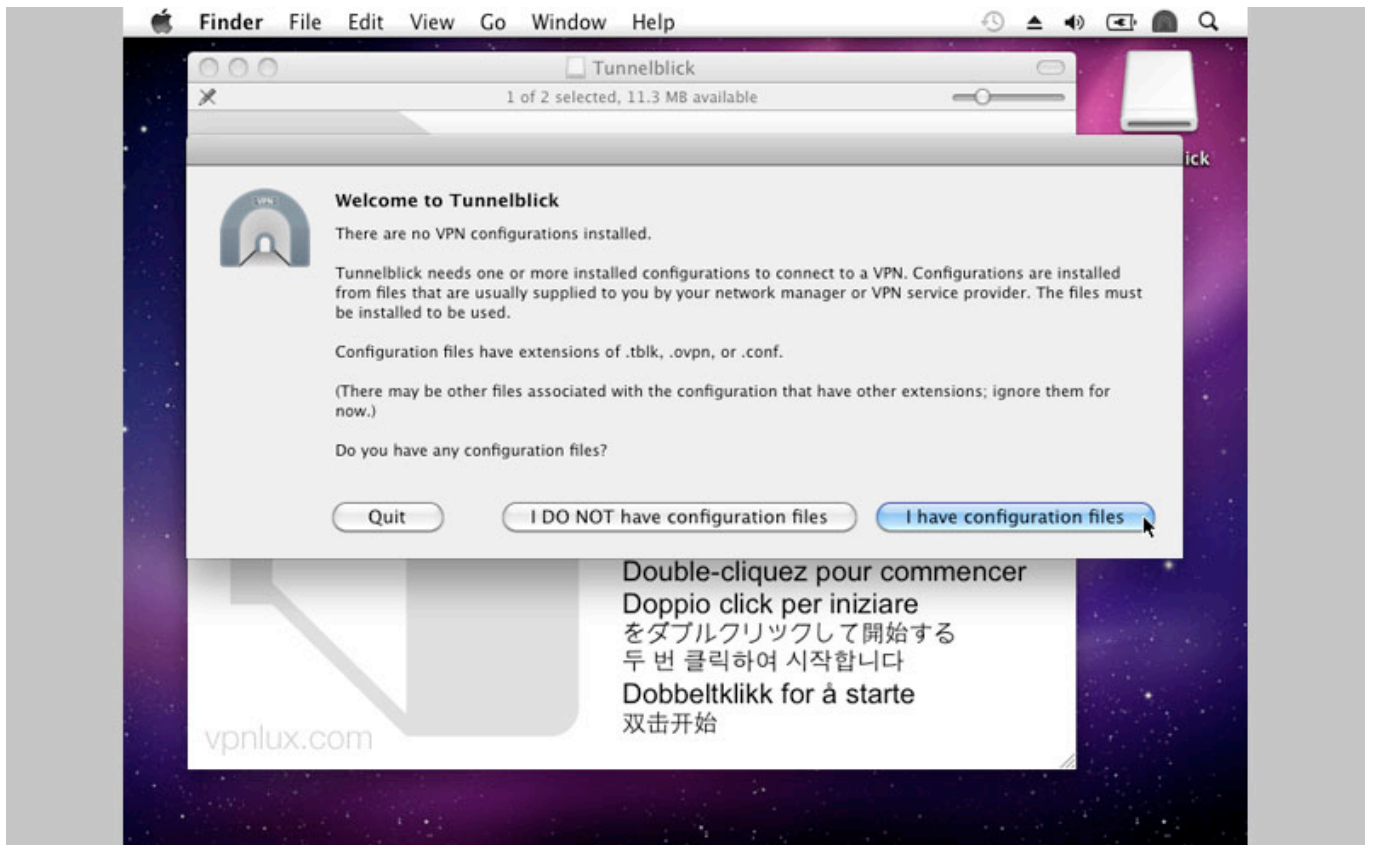 Finder File Edit View Go Window Help
Tunnelblick
1 of 2 selected, 11.3 MB available
ick
VPN
Welcome to Tunnelblick
There are no VPN configurations installed.
Tunnelblick needs one or more installed configurations to connect to a VPN. Configurations are installed
from files that are usually supplied to you by your network manager or VPN service provider. The files must
be installed to be used.
Configuration files have extensions of .tblk, .ovpn, or .conf.
(There may be other files associated with the configuration that have other extensions; ignore them for
now.)
Do you have any configuration files?
Quit
I DO NOT have configuration files
I have configuration files
Double-cliquez pour commencer
Doppio click per iniziare
をダブルクリックして開始する
두 번 클릭하여 시작합니다
Dobbeltklikk for å starte
双击开始
vpnlux.com